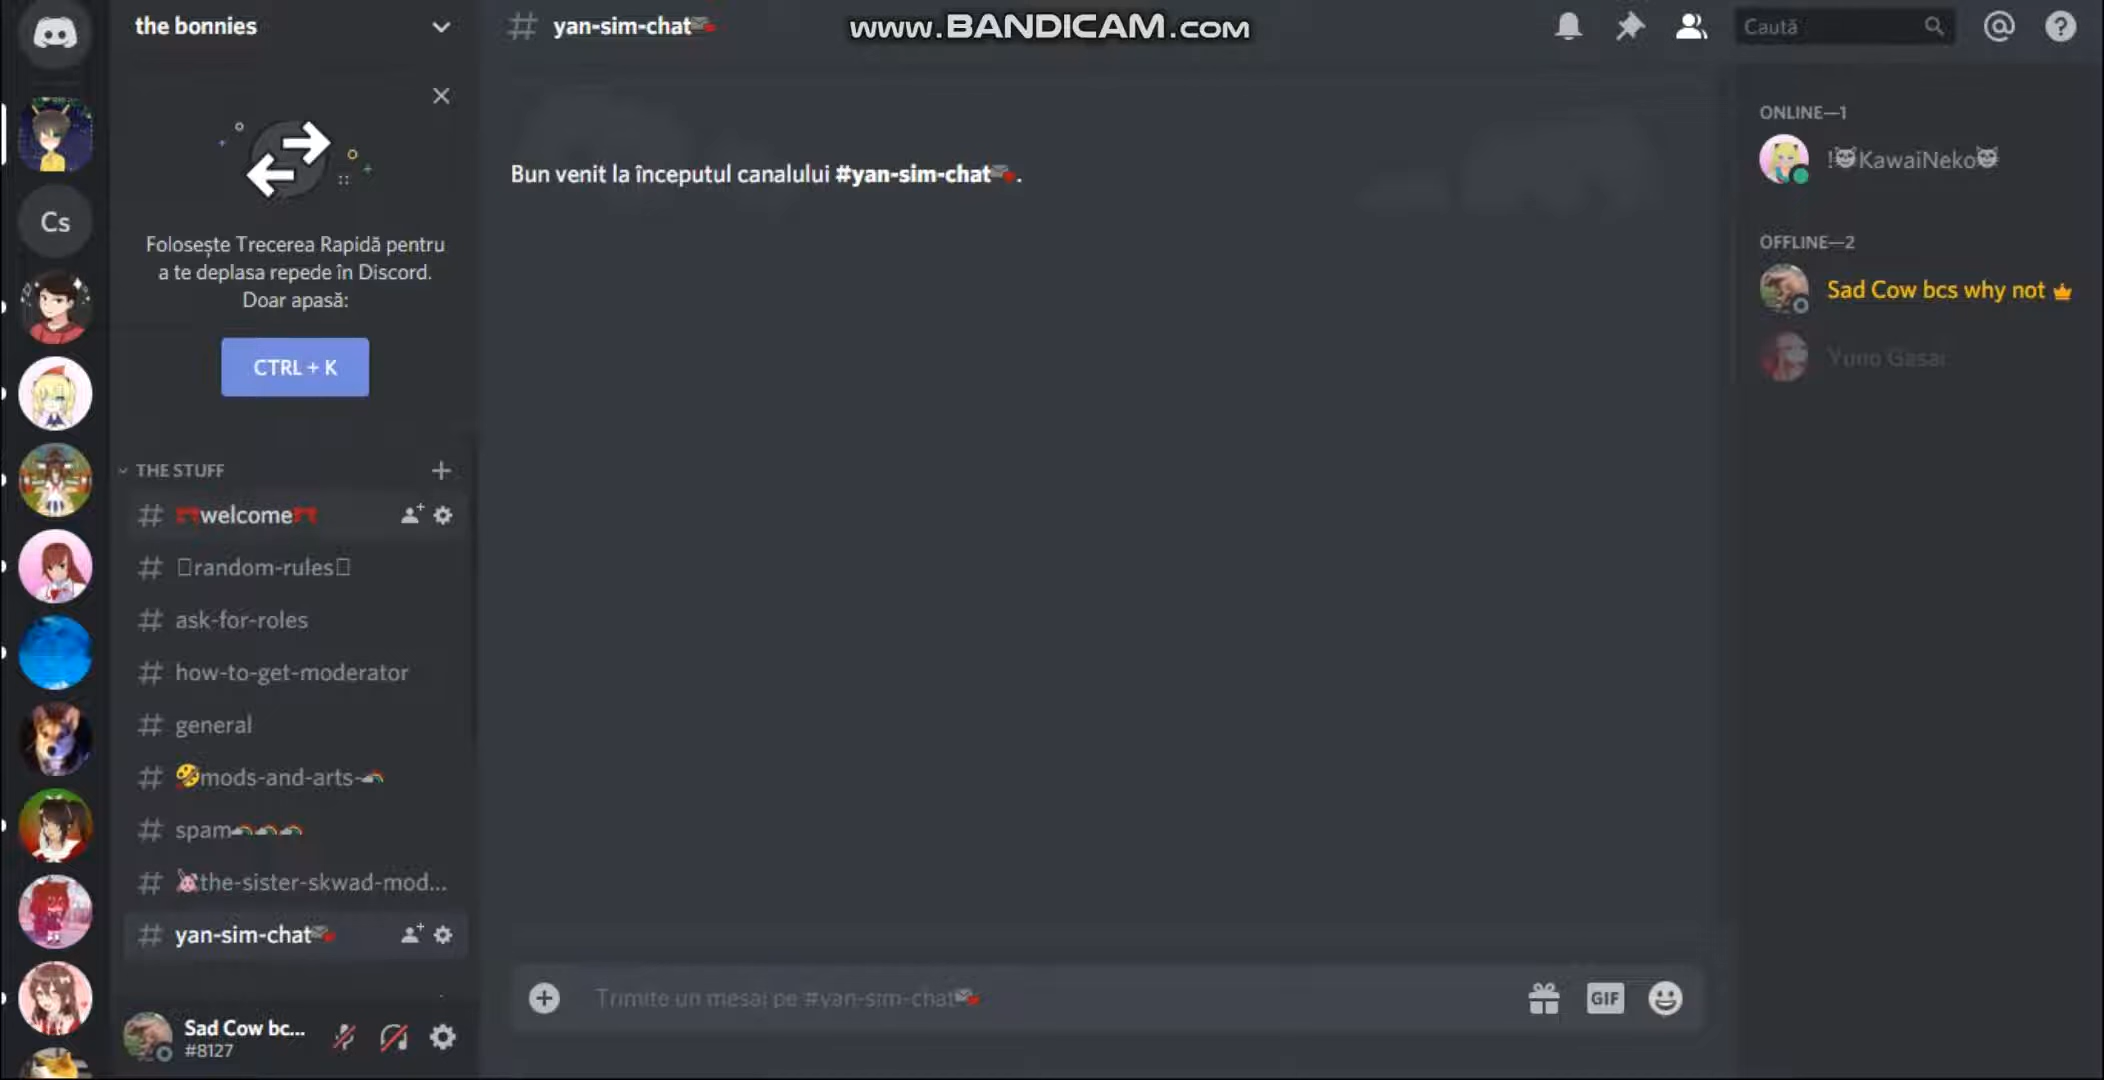 the bonnies
yan-sim-chat
www.BANDICAM.com
Caută
Folosește Trecerea Rapidă pentru
a te deplasa repede în Discord.
Doar apasă:
CTRL + K
THE STUFF
welcome
random-rules
ask-for-roles
how-to-get-moderator
general
mods-and-arts-
spam
the-sister-skwad-mod...
yan-sim-chat
Sad Cow bc...
#8127
Bun venit la începutul canalului #yan-sim-chat.
Trimite un mesaj pe #yan-sim-chat
GIF
ONLINE—1
!KawaiNeko
OFFLINE—2
Sad Cow bcs why not
Yuno Gasai
Cs